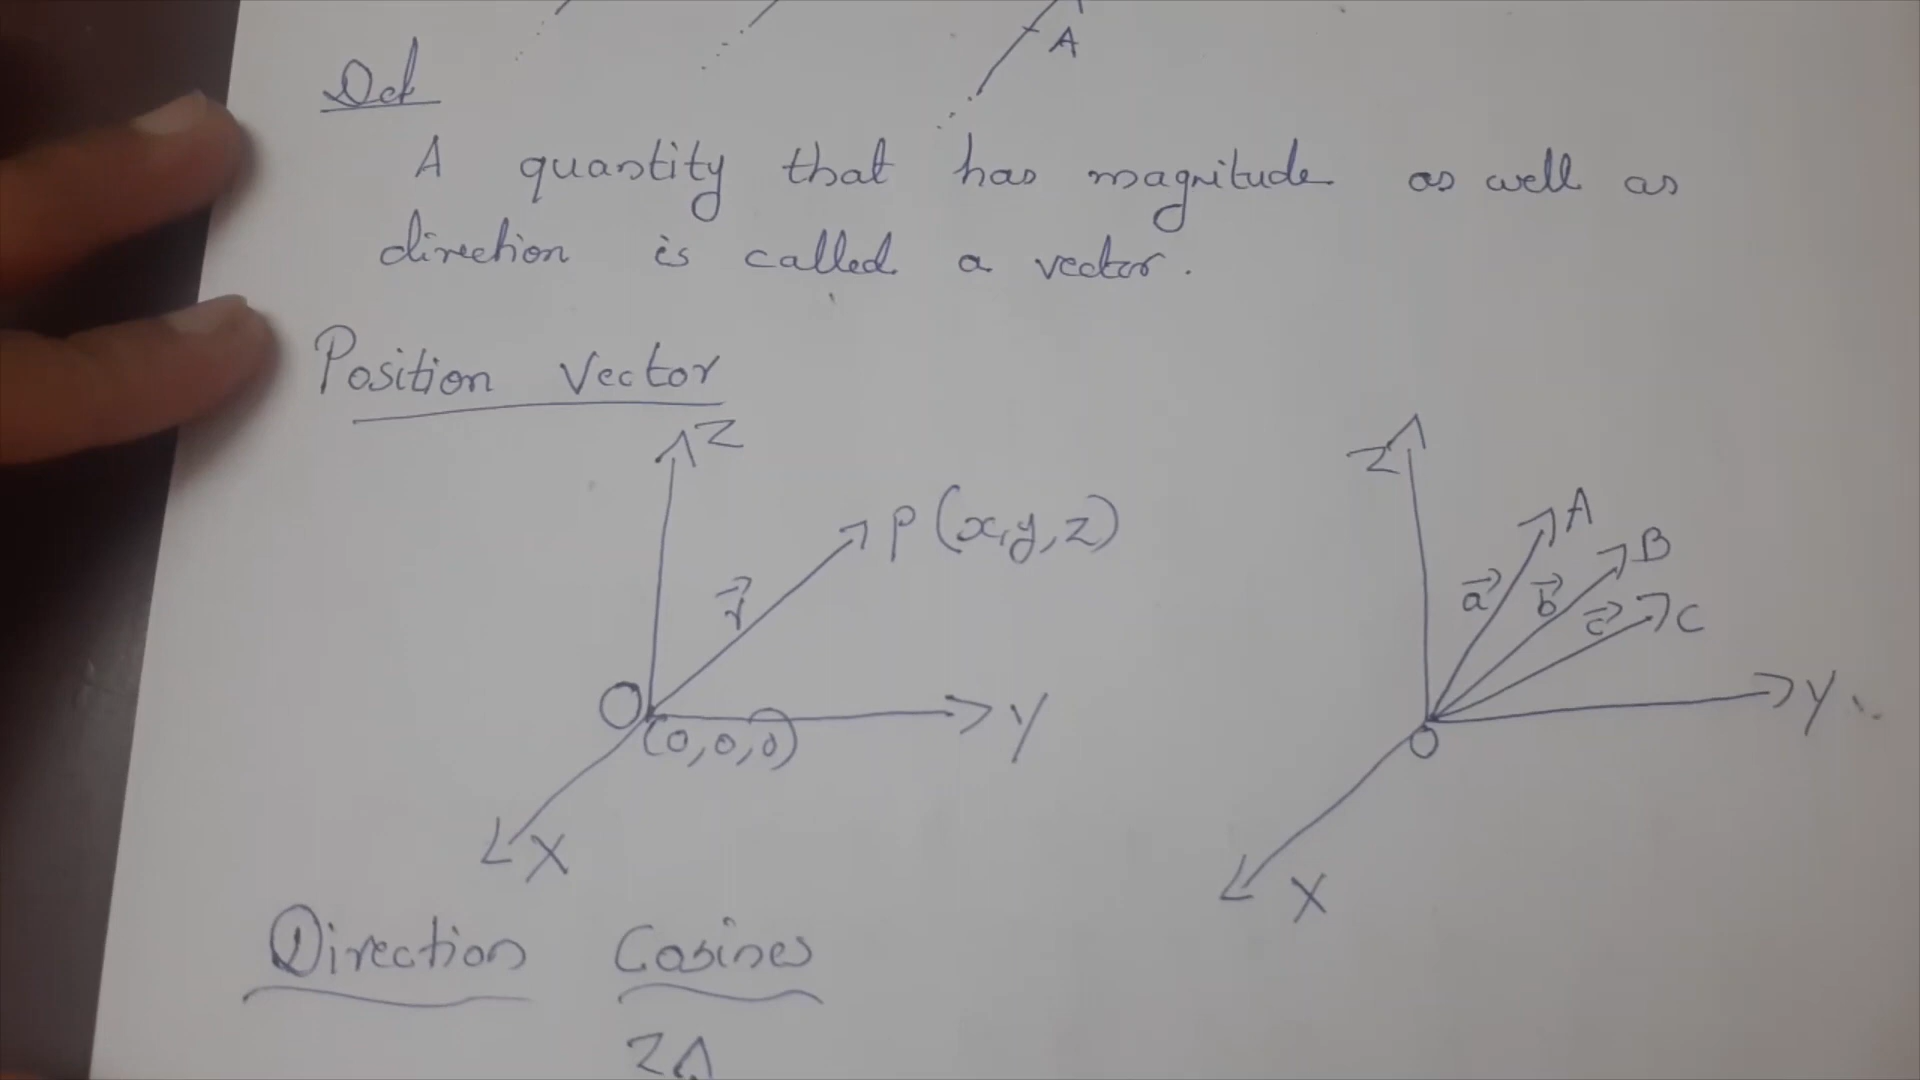 A
Def
A quantity that has magnitude as well as
direction is called a vector.
Position Vector
Z
P (x,y,z)
r⃗
O
(0,0,0)
Y
X
Z
A
B
C
a⃗
b⃗
c⃗
Y
O
X
Direction Cosines
Z